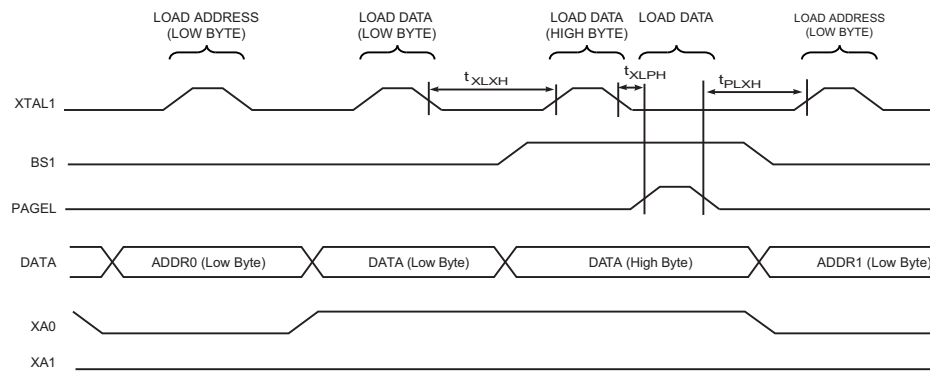 LOAD ADDRESS
(LOW BYTE)
LOAD DATA
(LOW BYTE)
LOAD DATA
(HIGH BYTE)
LOAD DATA
LOAD ADDRESS
(LOW BYTE)
tXLXH
tXLPH
tPLXH
XTAL1
BS1
PAGEL
DATA
ADDR0 (Low Byte)
DATA (Low Byte)
DATA (High Byte)
ADDR1 (Low Byte)
XA0
XA1